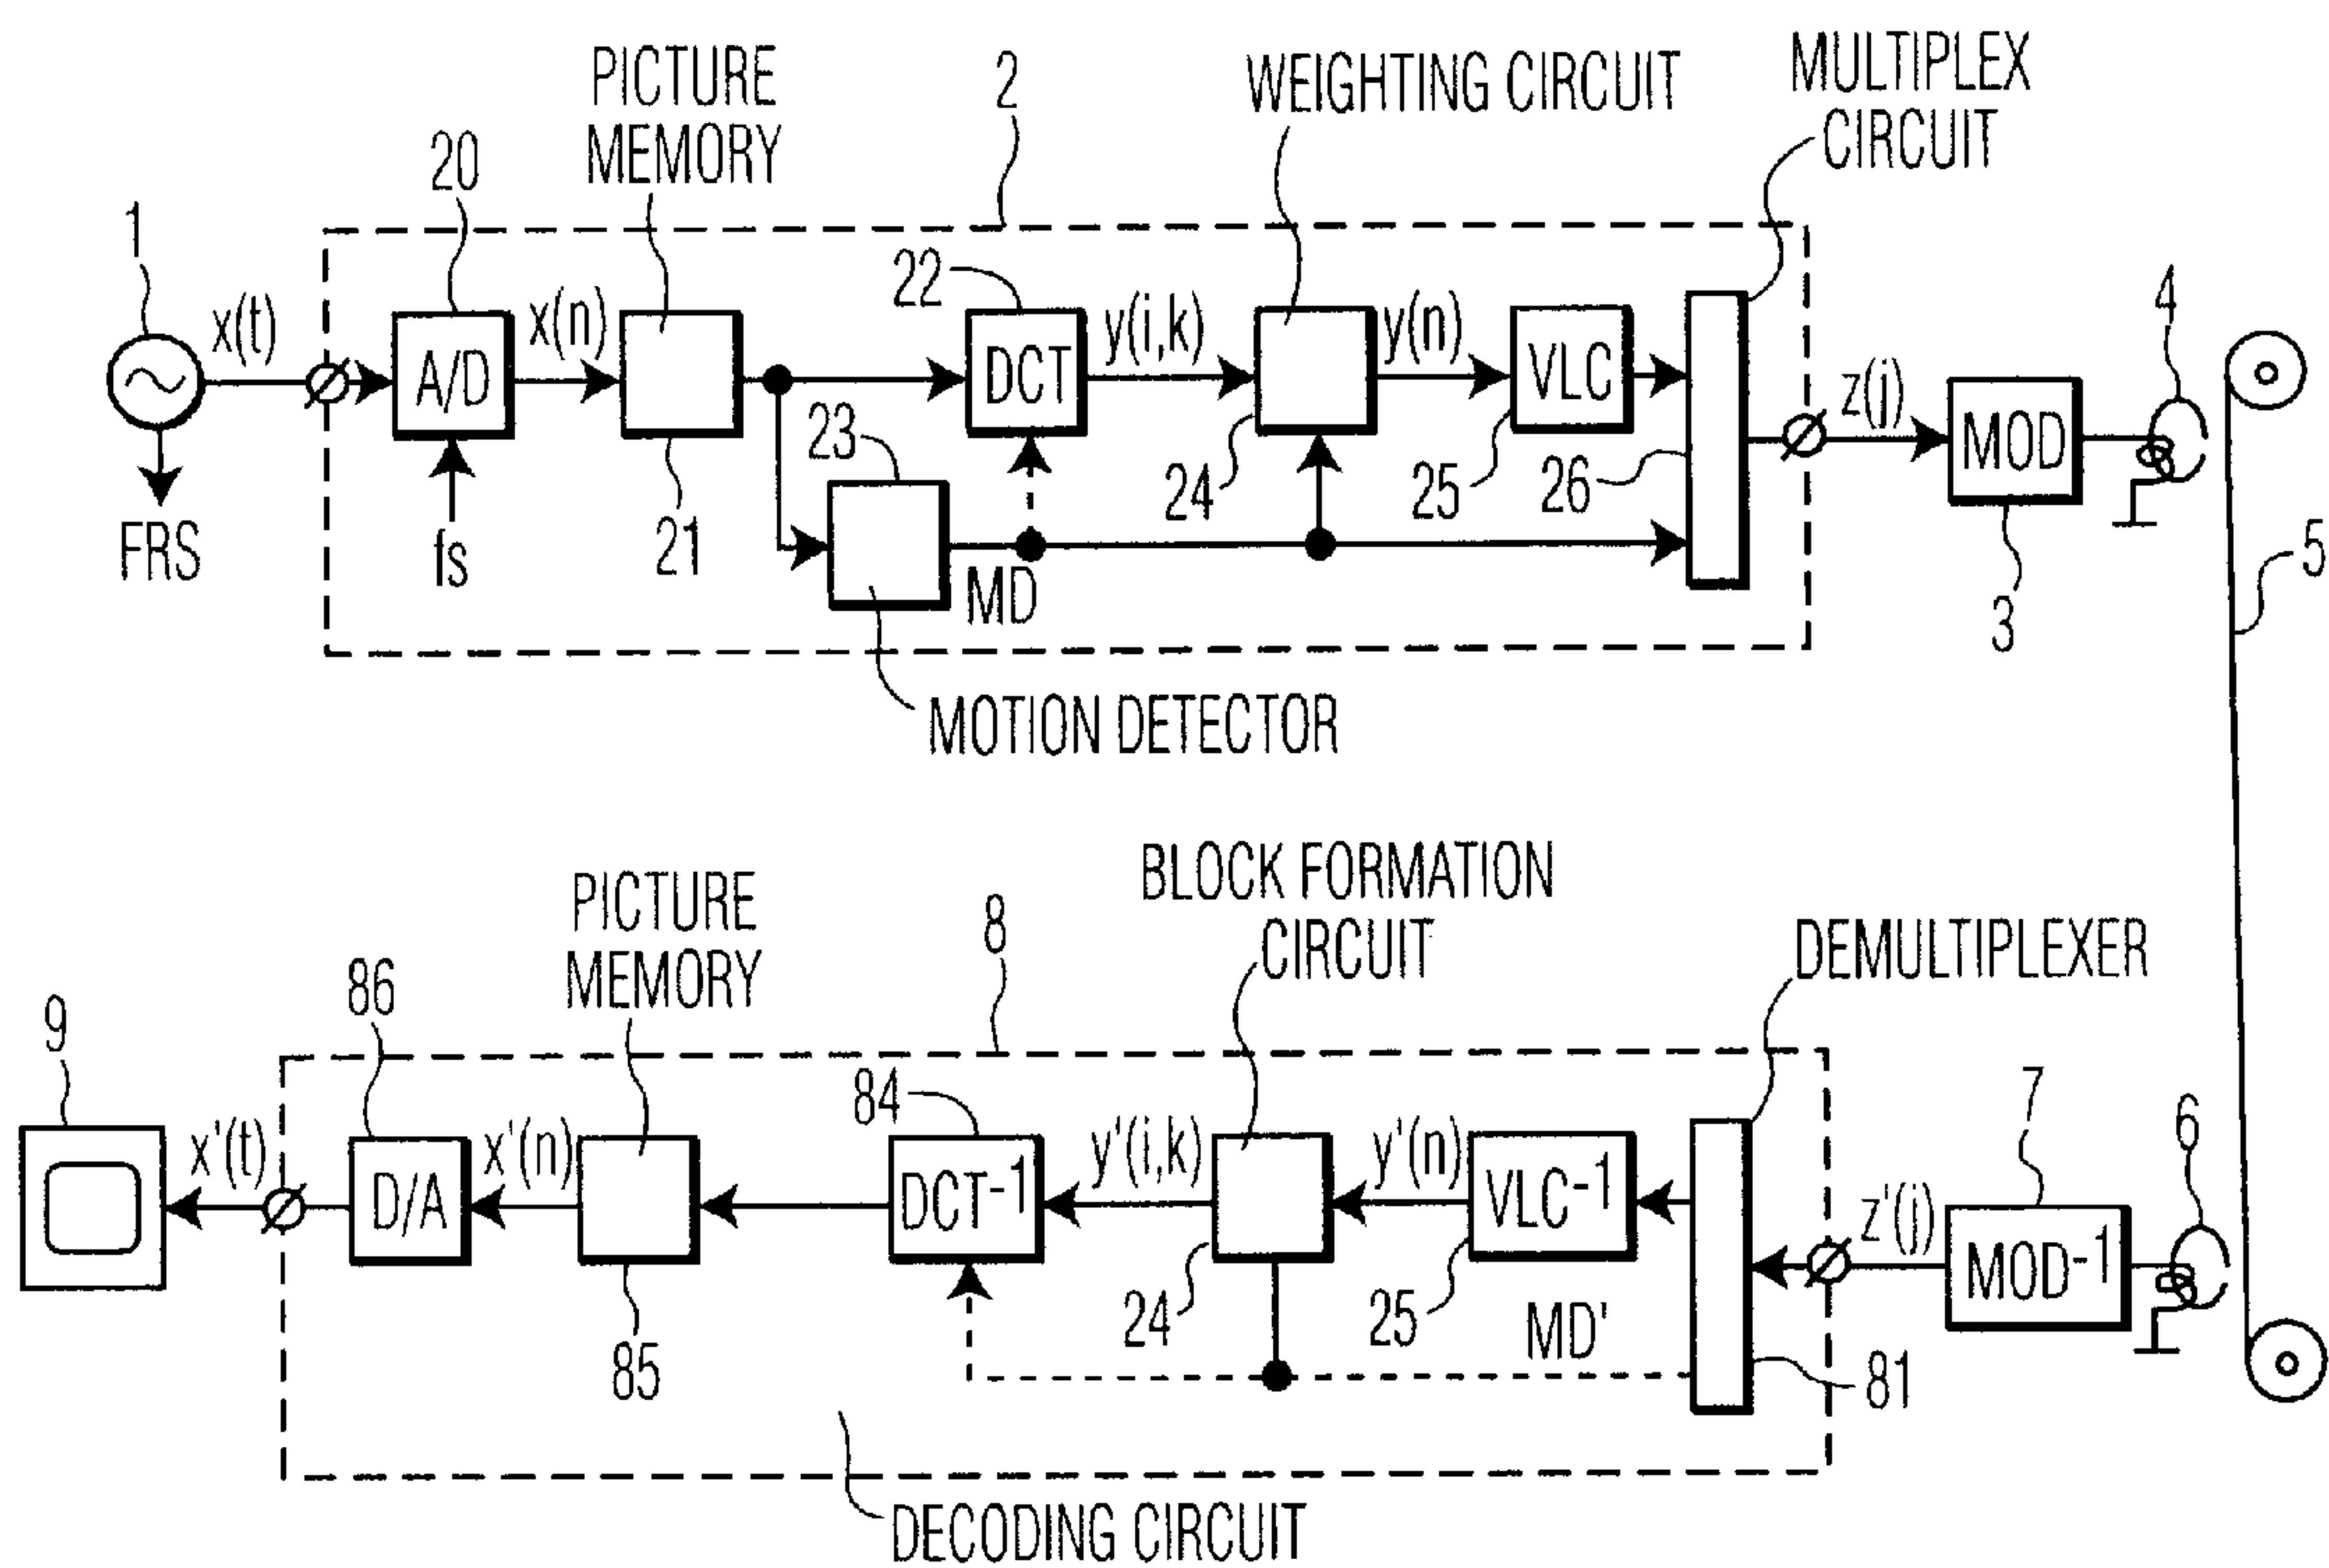 PICTURE
MEMORY
2
WEIGHTING CIRCUIT
MULTIPLEX
CIRCUIT
20
1
x(t)
x(n)
22
y(i,k)
y(n)
4
A/D
DCT
VLC
z(j)
MOD
23
24
25
26
FRS
fs
21
MD
3
5
MOTION DETECTOR
BLOCK FORMATION
CIRCUIT
PICTURE
MEMORY
8
DEMULTIPLEXER
86
9
84
7
6
x'(t)
x'(n)
y'(i,k)
y'(n)
z'(j)
D/A
DCT-1
VLC-1
MOD-1
24
25
MD'
85
81
DECODING CIRCUIT